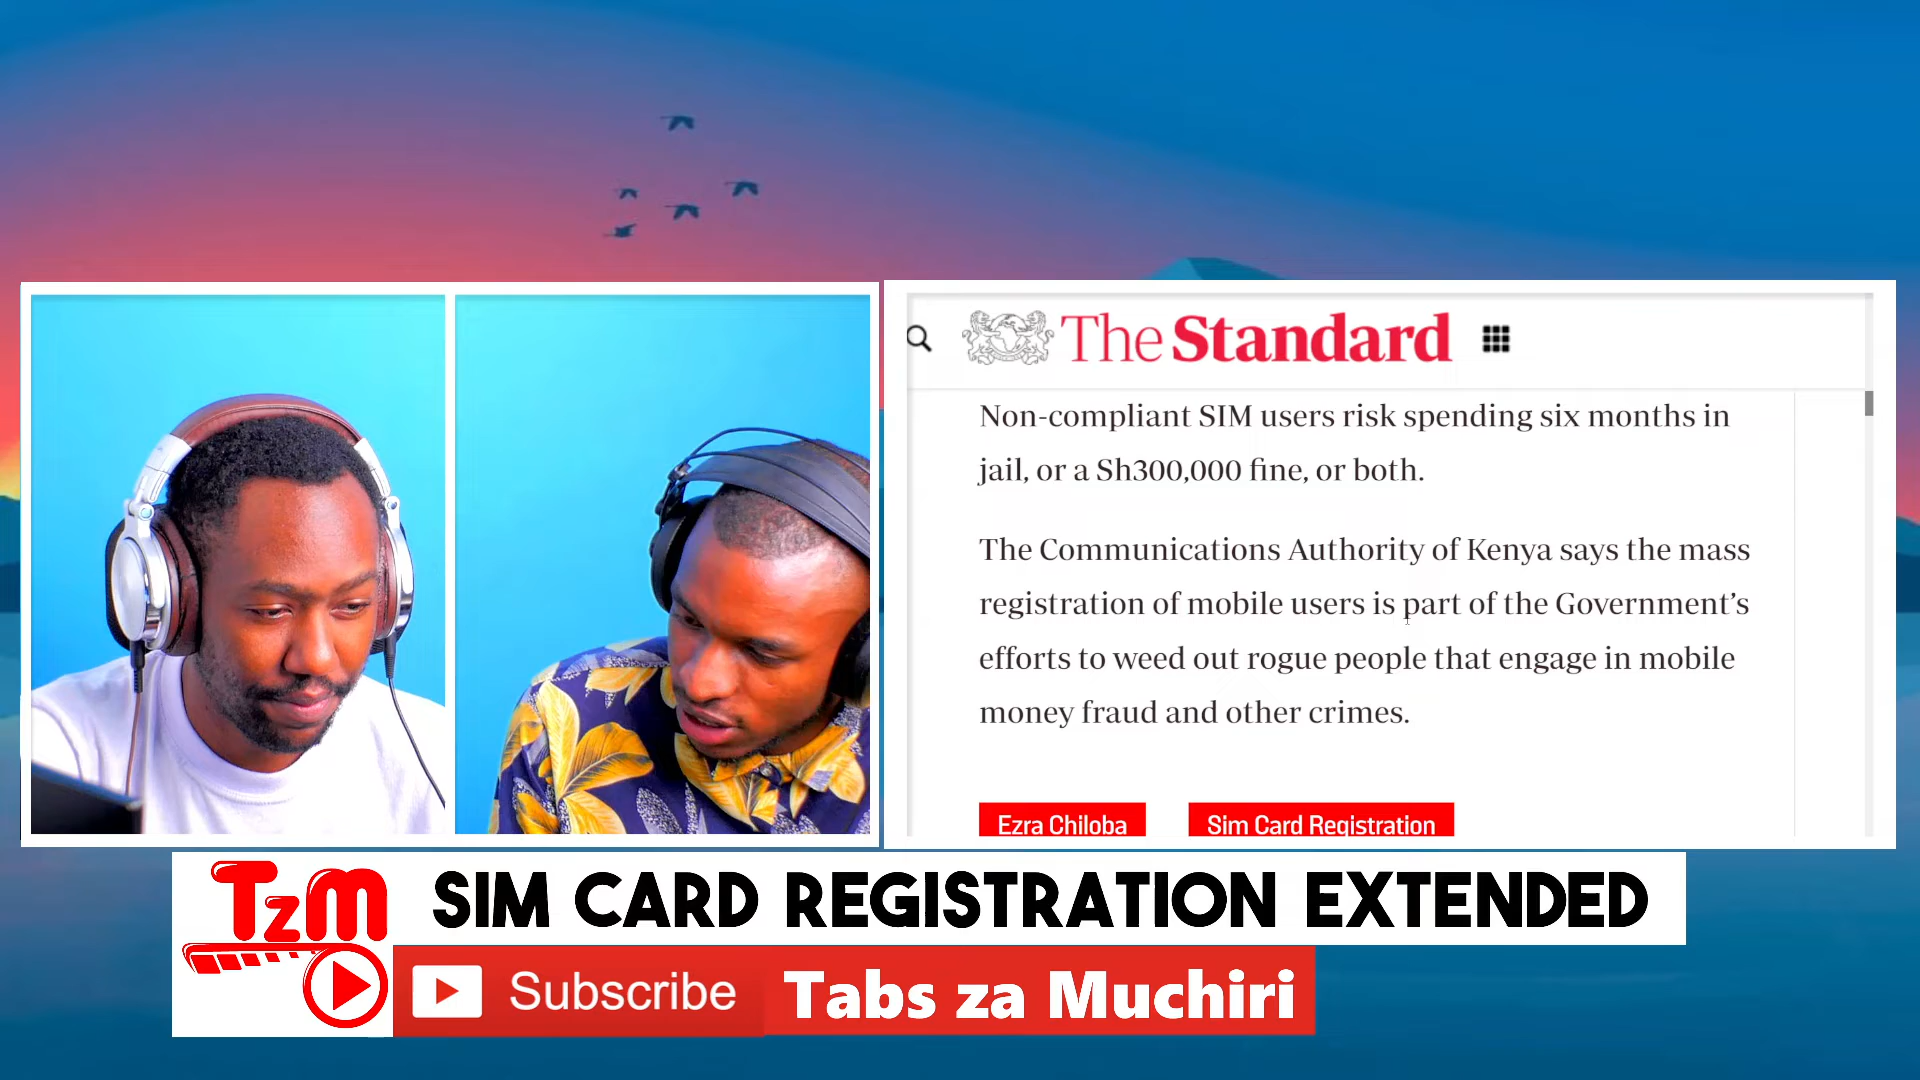 The Standard
Non-compliant SIM users risk spending six months in
jail, or a Sh300,000 fine, or both.
The Communications Authority of Kenya says the mass
registration of mobile users is part of the Government’s
efforts to weed out rogue people that engage in mobile
money fraud and other crimes.
Ezra Chiloba
Sim Card Registration
TzM
SIM CARD REGISTRATION EXTENDED
Subscribe
Tabs za Muchiri